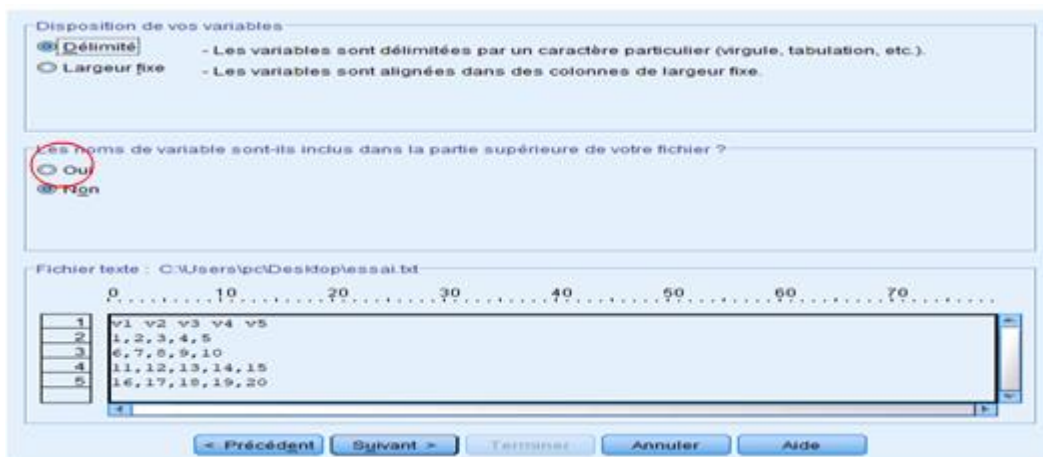 Disposition de vos variables
Délimité - Les variables sont délimitées par un caractère particulier (virgule, tabulation, etc.).
Largeur fixe - Les variables sont alignées dans des colonnes de largeur fixe.
Les noms de variable sont-ils inclus dans la partie supérieure de votre fichier ?
Oui
Non
Fichier texte : C:\Users\pc\Desktop\essai.txt
0 10 20 30 40 50 60 70
1 v1 v2 v3 v4 v5
2 1,2,3,4,5
3 6,7,8,9,10
4 11,12,13,14,15
5 16,17,18,19,20
< Précédent Suivant > Terminer Annuler Aide